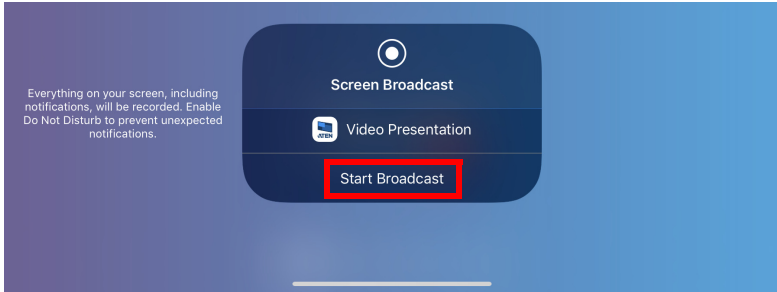 Everything on your screen, including
notifications, will be recorded. Enable
Do Not Disturb to prevent unexpected
notifications.
Screen Broadcast
ATEN
Video Presentation
Start Broadcast